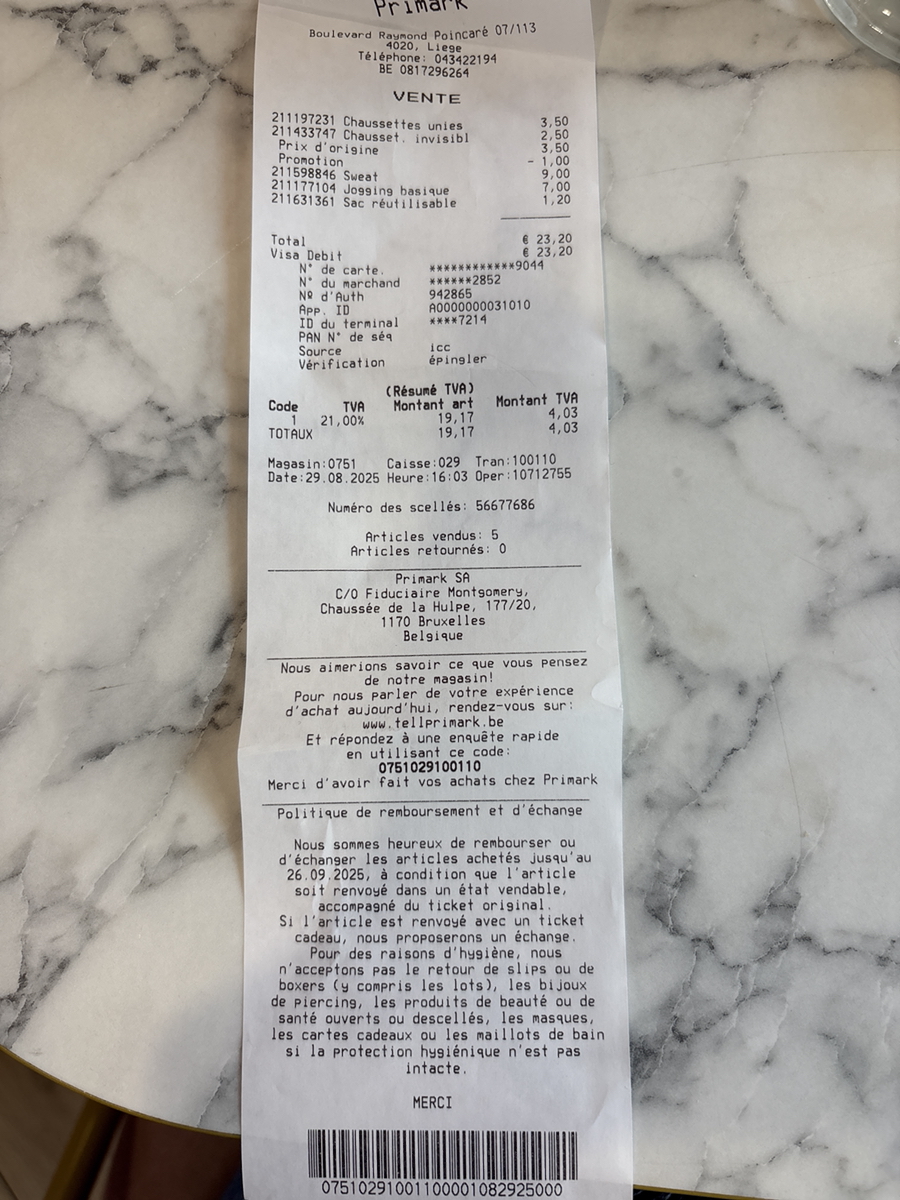 Primark
Boulevard Raymond Poincaré 07/113
4020, Liege
Téléphone: 043422194
BE 0817296264
VENTE
211197231 Chaussettes unies 3,50
211433747 Chausset. invisibl 2,50
Prix d'origine 3,50
Promotion - 1,00
211598846 Sweat 9,00
211177104 Jogging basique 7,00
211631361 Sac réutilisable 1,20
Total € 23,20
Visa Debit € 23,20
N° de carte. ************9044
N° du marchand ******2852
Nº d'Auth 942865
App. ID A0000000031010
ID du terminal ****7214
PAN N° de séq
Source icc
Vérification épingler
(Résumé TVA)
Code TVA Montant art Montant TVA
1 21,00% 19,17 4,03
TOTAUX 19,17 4,03
Magasin:0751 Caisse:029 Tran:100110
Date:29.08.2025 Heure:16:03 Oper:10712755
Numéro des scellés: 56677686
Articles vendus: 5
Articles retournés: 0
Primark SA
C/O Fiduciaire Montgomery,
Chaussée de la Hulpe, 177/20,
1170 Bruxelles
Belgique
Nous aimerions savoir ce que vous pensez
de notre magasin!
Pour nous parler de votre expérience
d'achat aujourd'hui, rendez-vous sur:
www.tellprimark.be
Et répondez à une enquête rapide
en utilisant ce code:
0751029100110
Merci d'avoir fait vos achats chez Primark
Politique de remboursement et d'échange
Nous sommes heureux de rembourser ou
d'échanger les articles achetés jusqu'au
26.09.2025, à condition que l'article
soit renvoyé dans un état vendable,
accompagné du ticket original.
Si l'article est renvoyé avec un ticket
cadeau, nous proposerons un échange.
Pour des raisons d'hygiène, nous
n'acceptons pas le retour de slips ou de
boxers (y compris les lots), les bijoux
de piercing, les produits de beauté ou de
santé ouverts ou descellés, les masques,
les cartes cadeaux ou les maillots de bain
si la protection hygiénique n'est pas
intacte.
MERCI
07510291001100001082925000